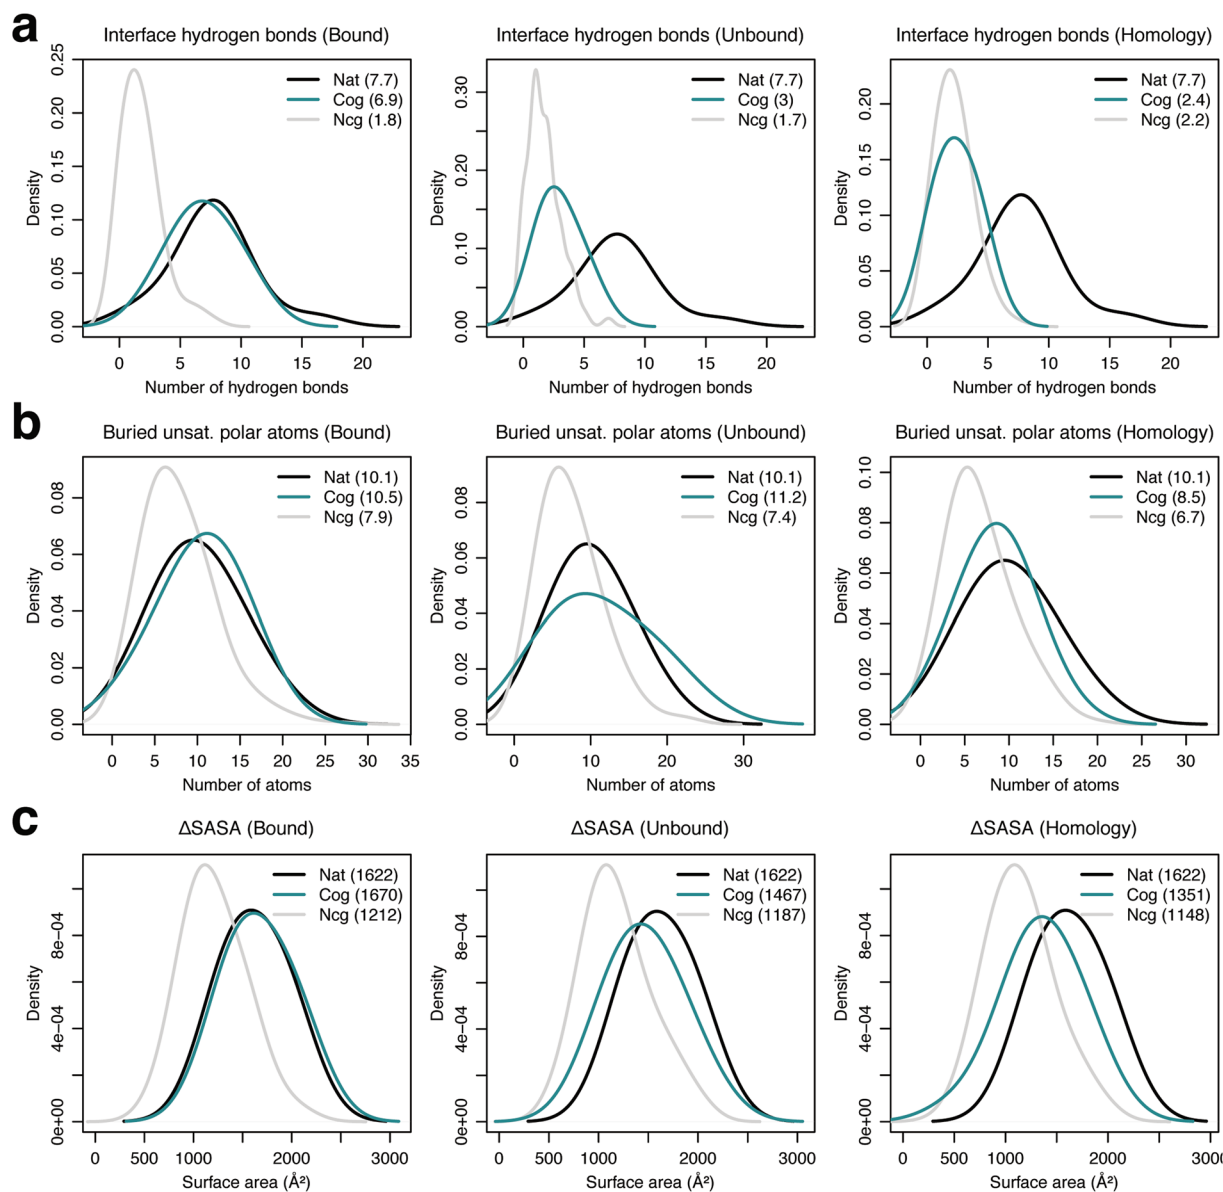 a
Interface hydrogen bonds (Bound)
Nat (7.7)
Cog (6.9)
Ncg (1.8)
Density
0.00 0.05 0.10 0.15 0.20 0.25
0 5 10 15 20
Number of hydrogen bonds
Interface hydrogen bonds (Unbound)
Nat (7.7)
Cog (3)
Ncg (1.7)
Density
0.00 0.10 0.20 0.30
0 5 10 15 20
Number of hydrogen bonds
Interface hydrogen bonds (Homology)
Nat (7.7)
Cog (2.4)
Ncg (2.2)
Density
0.00 0.05 0.10 0.15 0.20
0 5 10 15 20
Number of hydrogen bonds
b
Buried unsat. polar atoms (Bound)
Nat (10.1)
Cog (10.5)
Ncg (7.9)
Density
0.00 0.02 0.04 0.06 0.08
0 5 10 15 20 25 30 35
Number of atoms
Buried unsat. polar atoms (Unbound)
Nat (10.1)
Cog (11.2)
Ncg (7.4)
Density
0.00 0.02 0.04 0.06 0.08
0 10 20 30
Number of atoms
Buried unsat. polar atoms (Homology)
Nat (10.1)
Cog (8.5)
Ncg (6.7)
Density
0.00 0.02 0.04 0.06 0.08 0.10
0 5 10 15 20 25 30
Number of atoms
c
ΔSASA (Bound)
Nat (1622)
Cog (1670)
Ncg (1212)
Density
0e+00 4e−04 8e−04
0 500 1000 2000 3000
Surface area (Å²)
ΔSASA (Unbound)
Nat (1622)
Cog (1467)
Ncg (1187)
Density
0e+00 4e−04 8e−04
0 500 1000 2000 3000
Surface area (Å²)
ΔSASA (Homology)
Nat (1622)
Cog (1351)
Ncg (1148)
Density
0e+00 4e−04 8e−04
0 500 1000 2000 3000
Surface area (Å²)